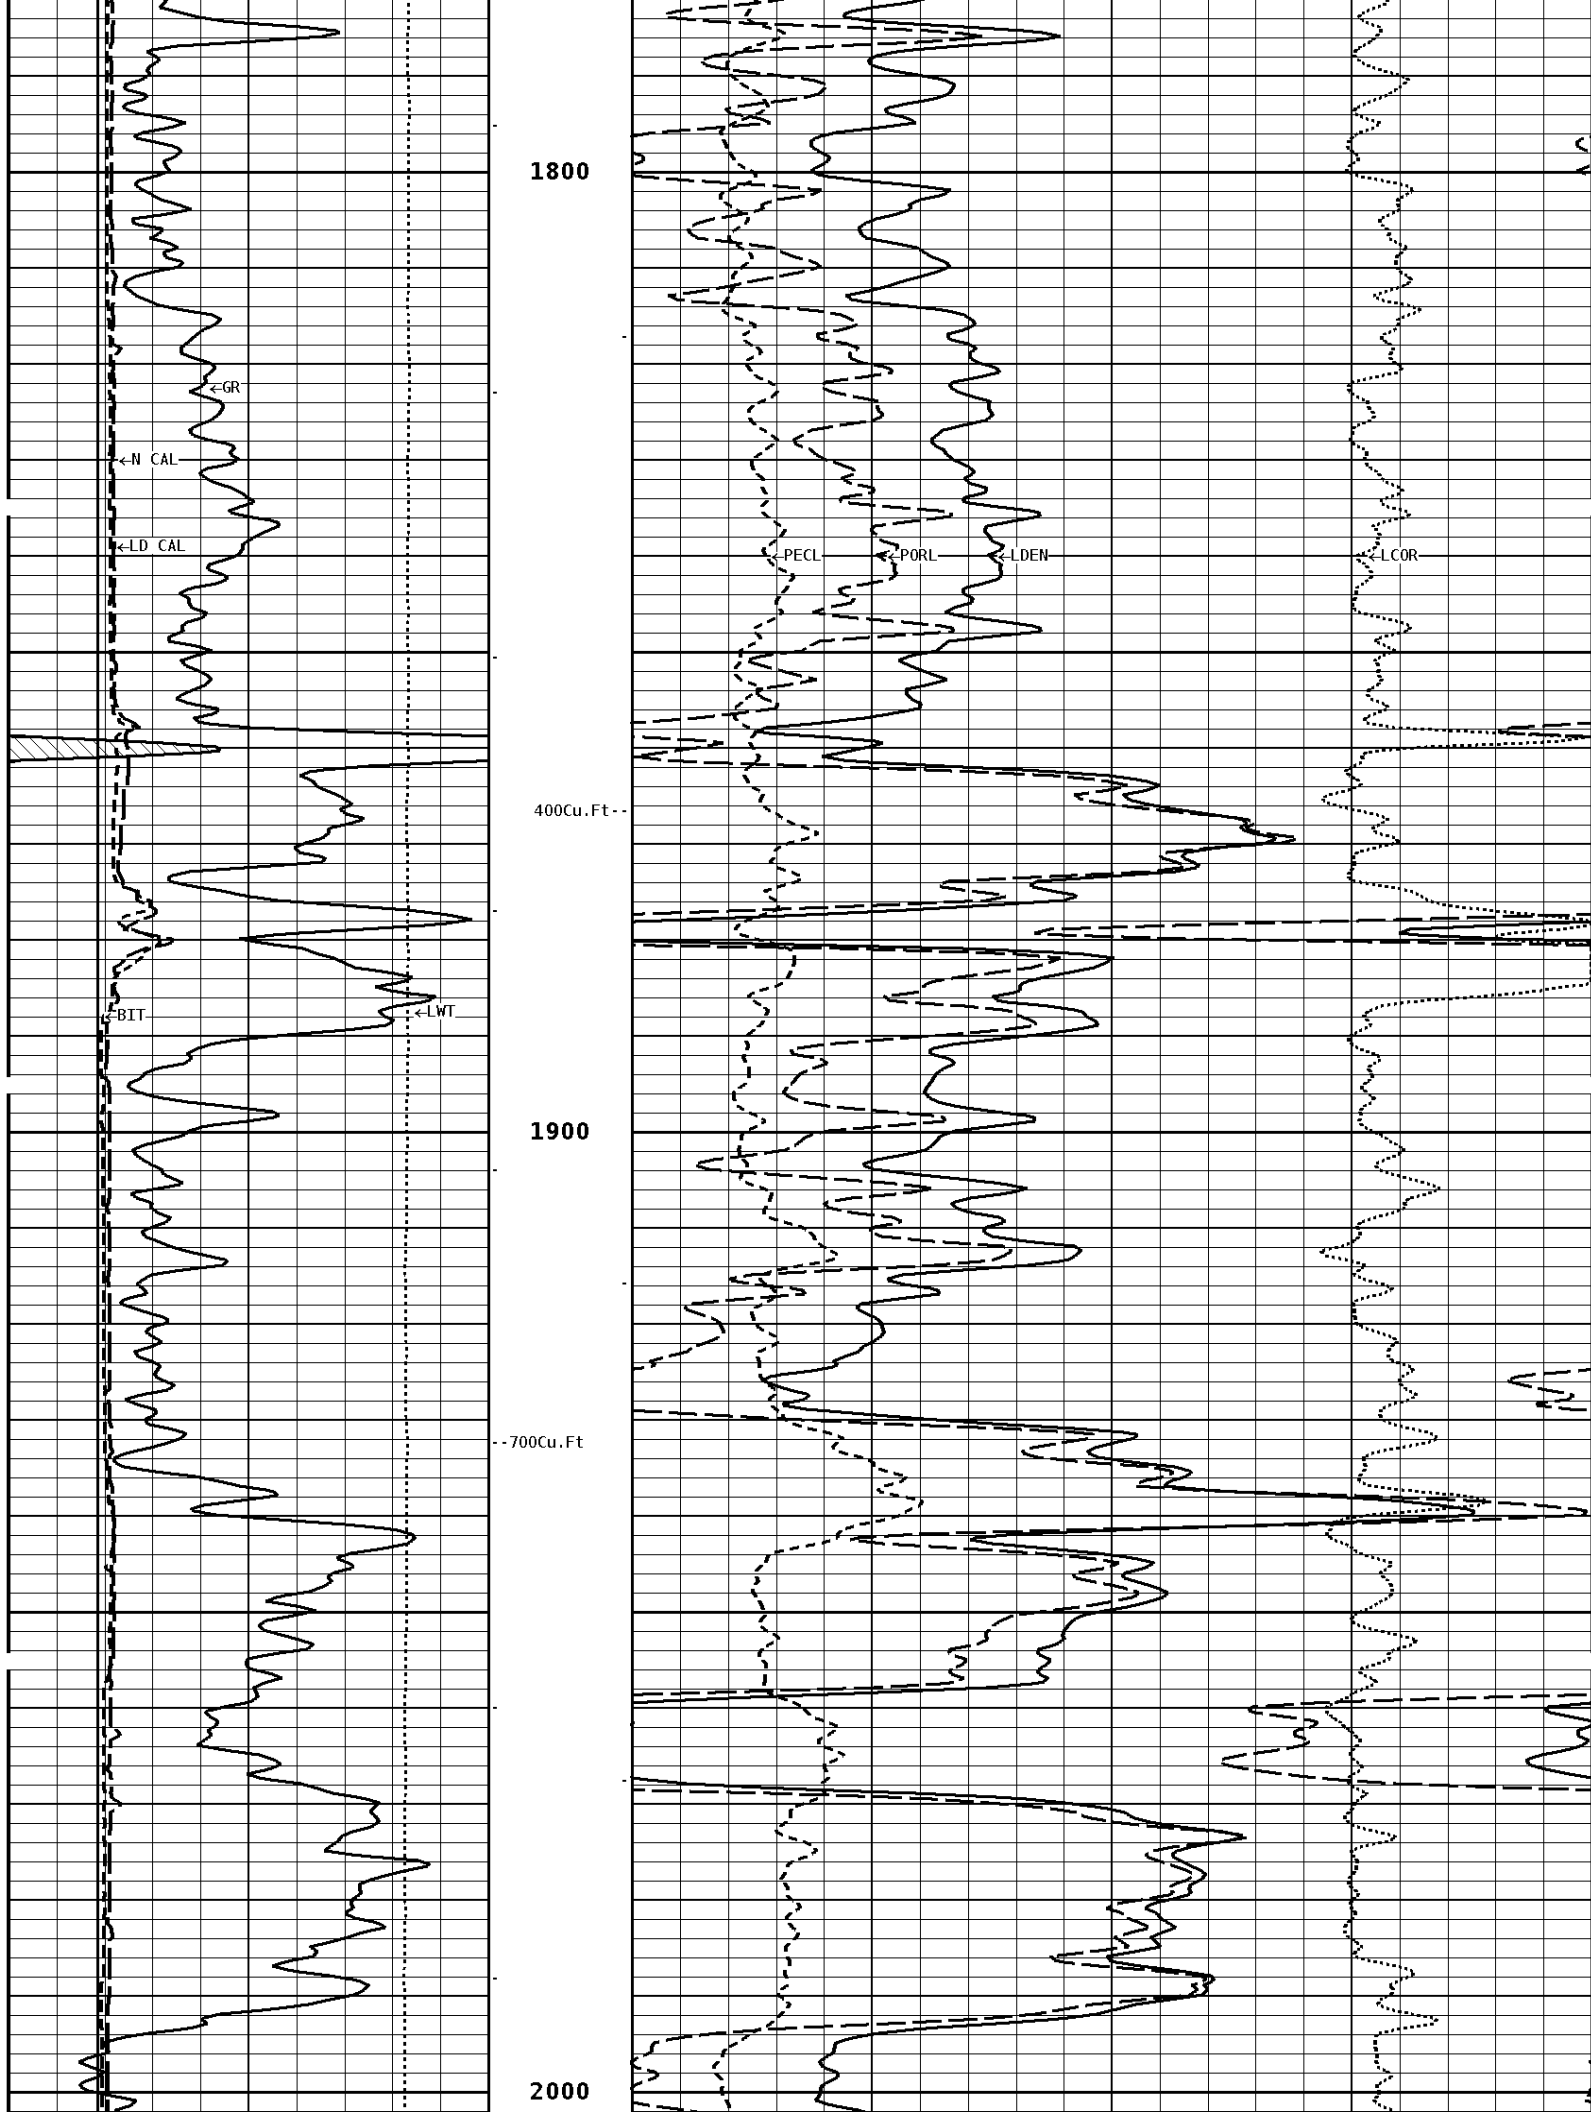 1800
←GR
←N CAL
←LD CAL
←PECL
←PORL
←LDEN
←LCOR
400Cu.Ft--
←BIT
←LWT
1900
--700Cu.Ft
2000